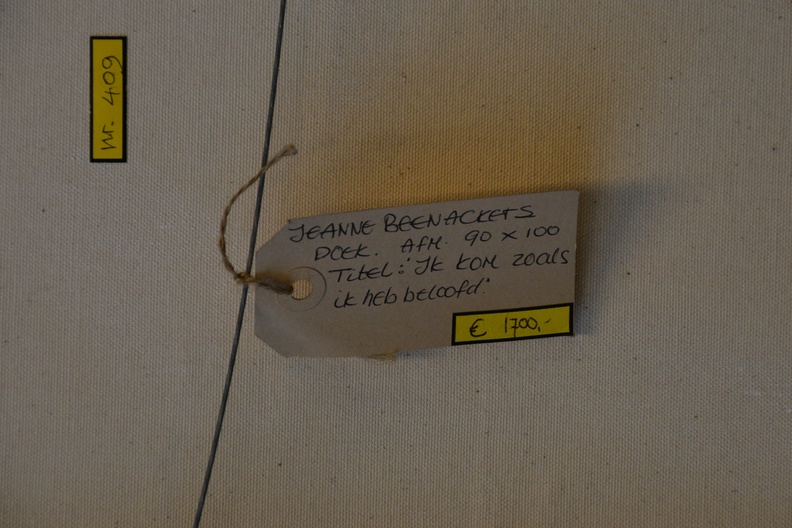 nr. 409
JEANNE BEENACKERS
DOEK. AFM. 90 x 100
Titel: "Ik kom zoals
ik heb beloofd."
€ 1700,-